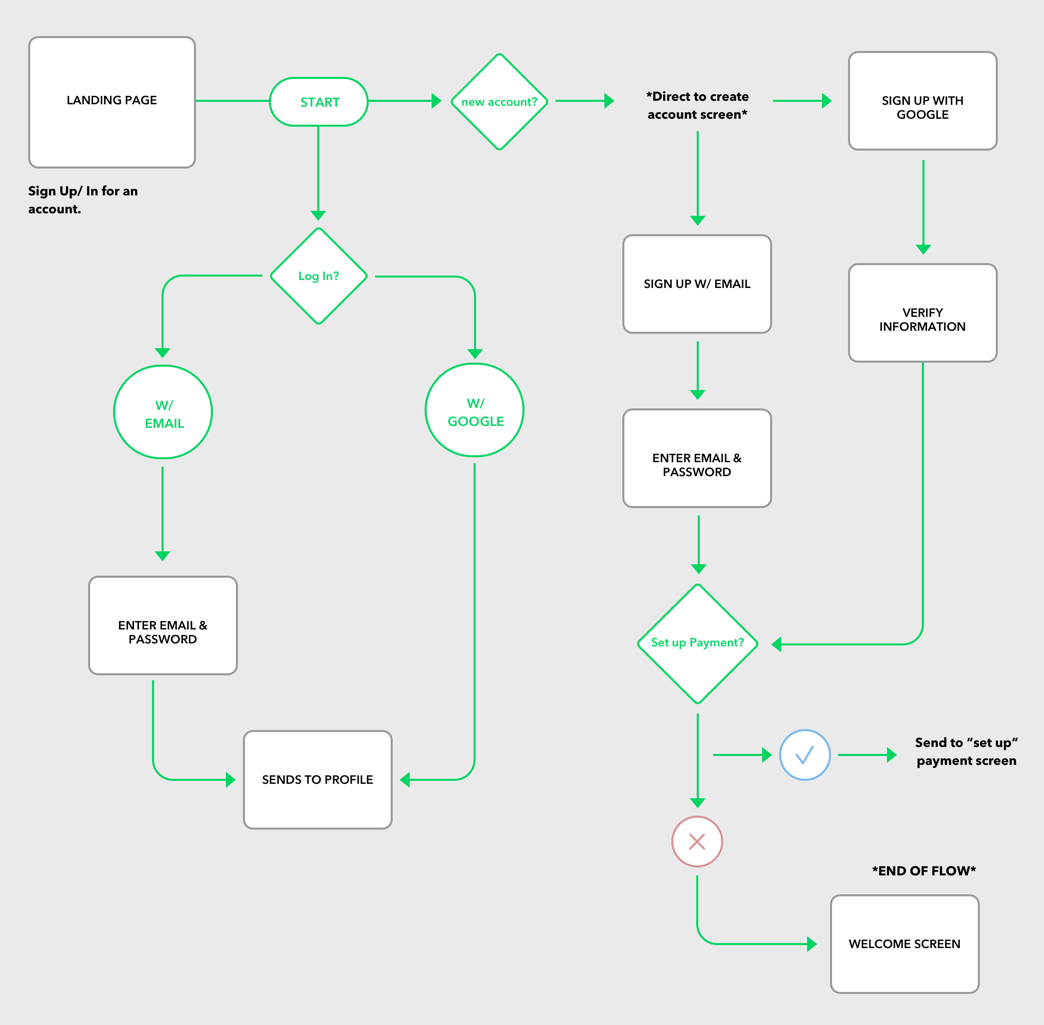 LANDING PAGE
START
new account?
*Direct to create
account screen*
SIGN UP WITH
GOOGLE
Sign Up/ In for an
account.
Log In?
SIGN UP W/ EMAIL
VERIFY
INFORMATION
W/
EMAIL
W/
GOOGLE
ENTER EMAIL &
PASSWORD
ENTER EMAIL &
PASSWORD
Set up Payment?
SENDS TO PROFILE
Send to “set up”
payment screen
*END OF FLOW*
WELCOME SCREEN